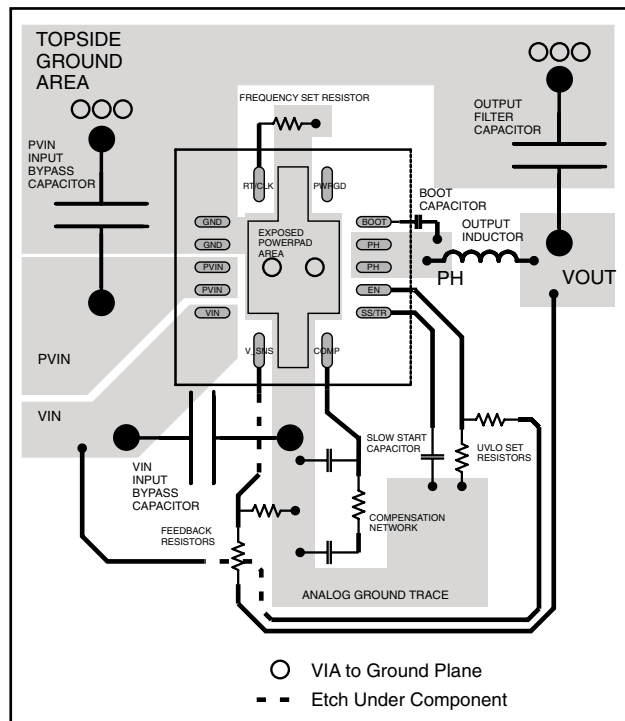 TOPSIDE
GROUND
AREA
FREQUENCY SET RESISTOR
OUTPUT
FILTER
CAPACITOR
PVIN
INPUT
BYPASS
CAPACITOR
RT/CLK
PWRGD
BOOT
CAPACITOR
OUTPUT
INDUCTOR
GND
GND
PVIN
PVIN
VIN
EXPOSED
POWERPAD
AREA
BOOT
PH
PH
EN
SS/TR
PH
VOUT
V_SNS
COMP
PVIN
VIN
VIN
INPUT
BYPASS
CAPACITOR
SLOW START
CAPACITOR
UVLO SET
RESISTORS
FEEDBACK
RESISTORS
COMPENSATION
NETWORK
ANALOG GROUND TRACE
VIA to Ground Plane
Etch Under Component